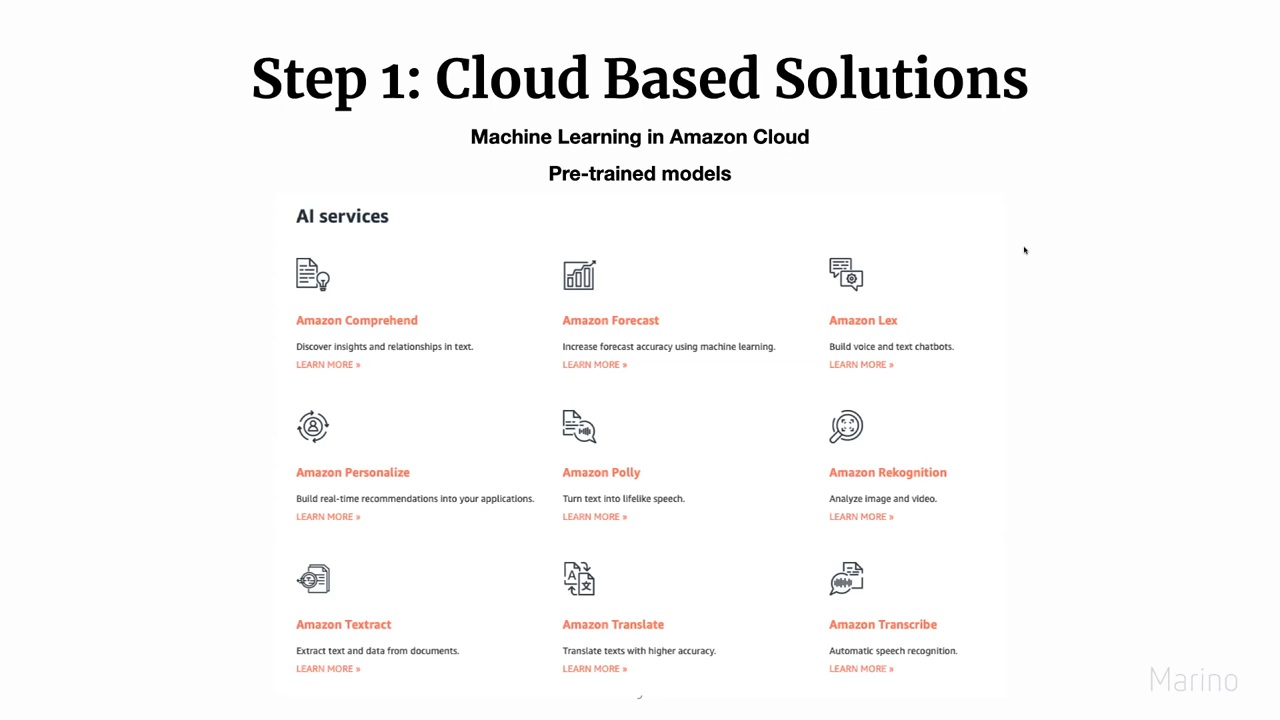 Step 1: Cloud Based Solutions
Machine Learning in Amazon Cloud
Pre-trained models
AI services
Amazon Comprehend
Discover insights and relationships in text.
LEARN MORE »
Amazon Forecast
Increase forecast accuracy using machine learning.
LEARN MORE »
Amazon Lex
Build voice and text chatbots.
LEARN MORE »
Amazon Personalize
Build real-time recommendations into your applications.
LEARN MORE »
Amazon Polly
Turn text into lifelike speech.
LEARN MORE »
Amazon Rekognition
Analyze image and video.
LEARN MORE »
Amazon Textract
Extract text and data from documents.
LEARN MORE »
Amazon Translate
Translate texts with higher accuracy.
LEARN MORE »
Amazon Transcribe
Automatic speech recognition.
LEARN MORE »
Marino